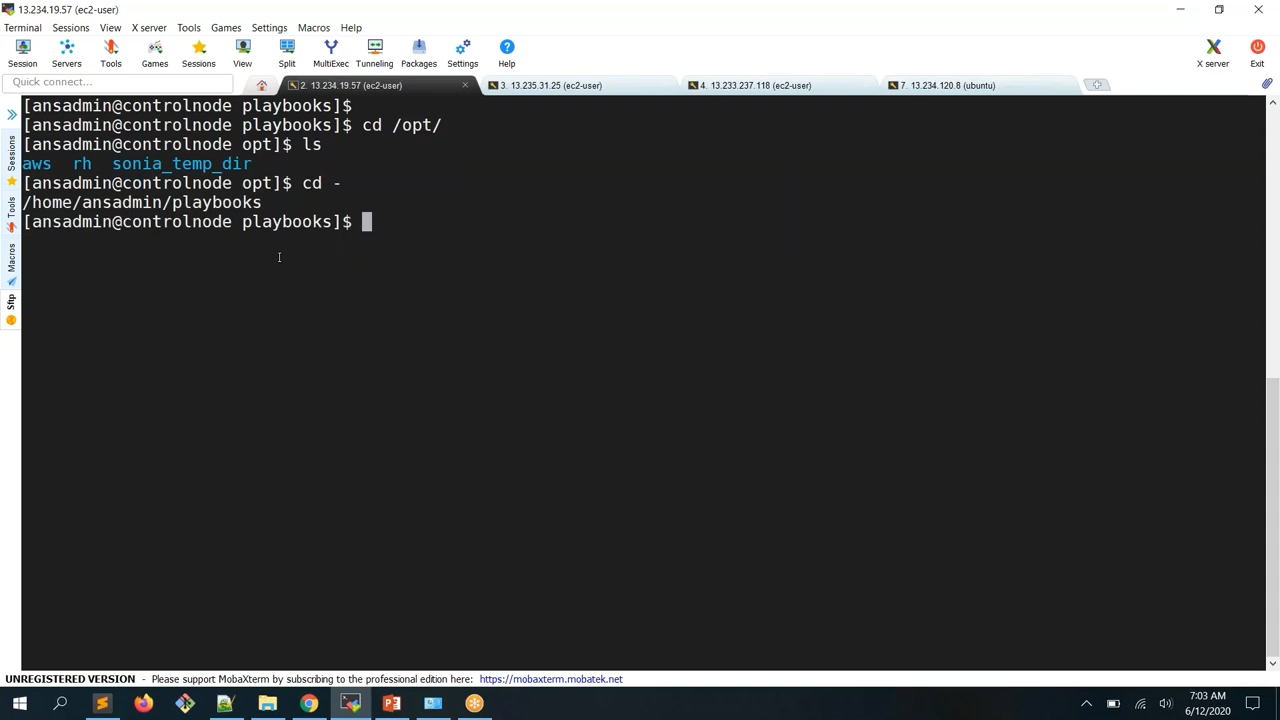 13.234.19.57 (ec2-user)
Terminal Sessions View X server Tools Games Settings Macros Help
Session Servers Tools Games Sessions View Split MultiExec Tunneling Packages Settings Help X server Exit
Quick connect...
2. 13.234.19.57 (ec2-user)
3. 13.235.31.25 (ec2-user)
4. 13.233.237.118 (ec2-user)
7. 13.234.120.8 (ubuntu)
Sessions
Tools
Macros
Sftp
[ansadmin@controlnode playbooks]$
[ansadmin@controlnode playbooks]$ cd /opt/
[ansadmin@controlnode opt]$ ls
aws rh sonia_temp_dir
[ansadmin@controlnode opt]$ cd -
/home/ansadmin/playbooks
[ansadmin@controlnode playbooks]$
UNREGISTERED VERSION - Please support MobaXterm by subscribing to the professional edition here: https://mobaxterm.mobatek.net
7:03 AM
6/12/2020